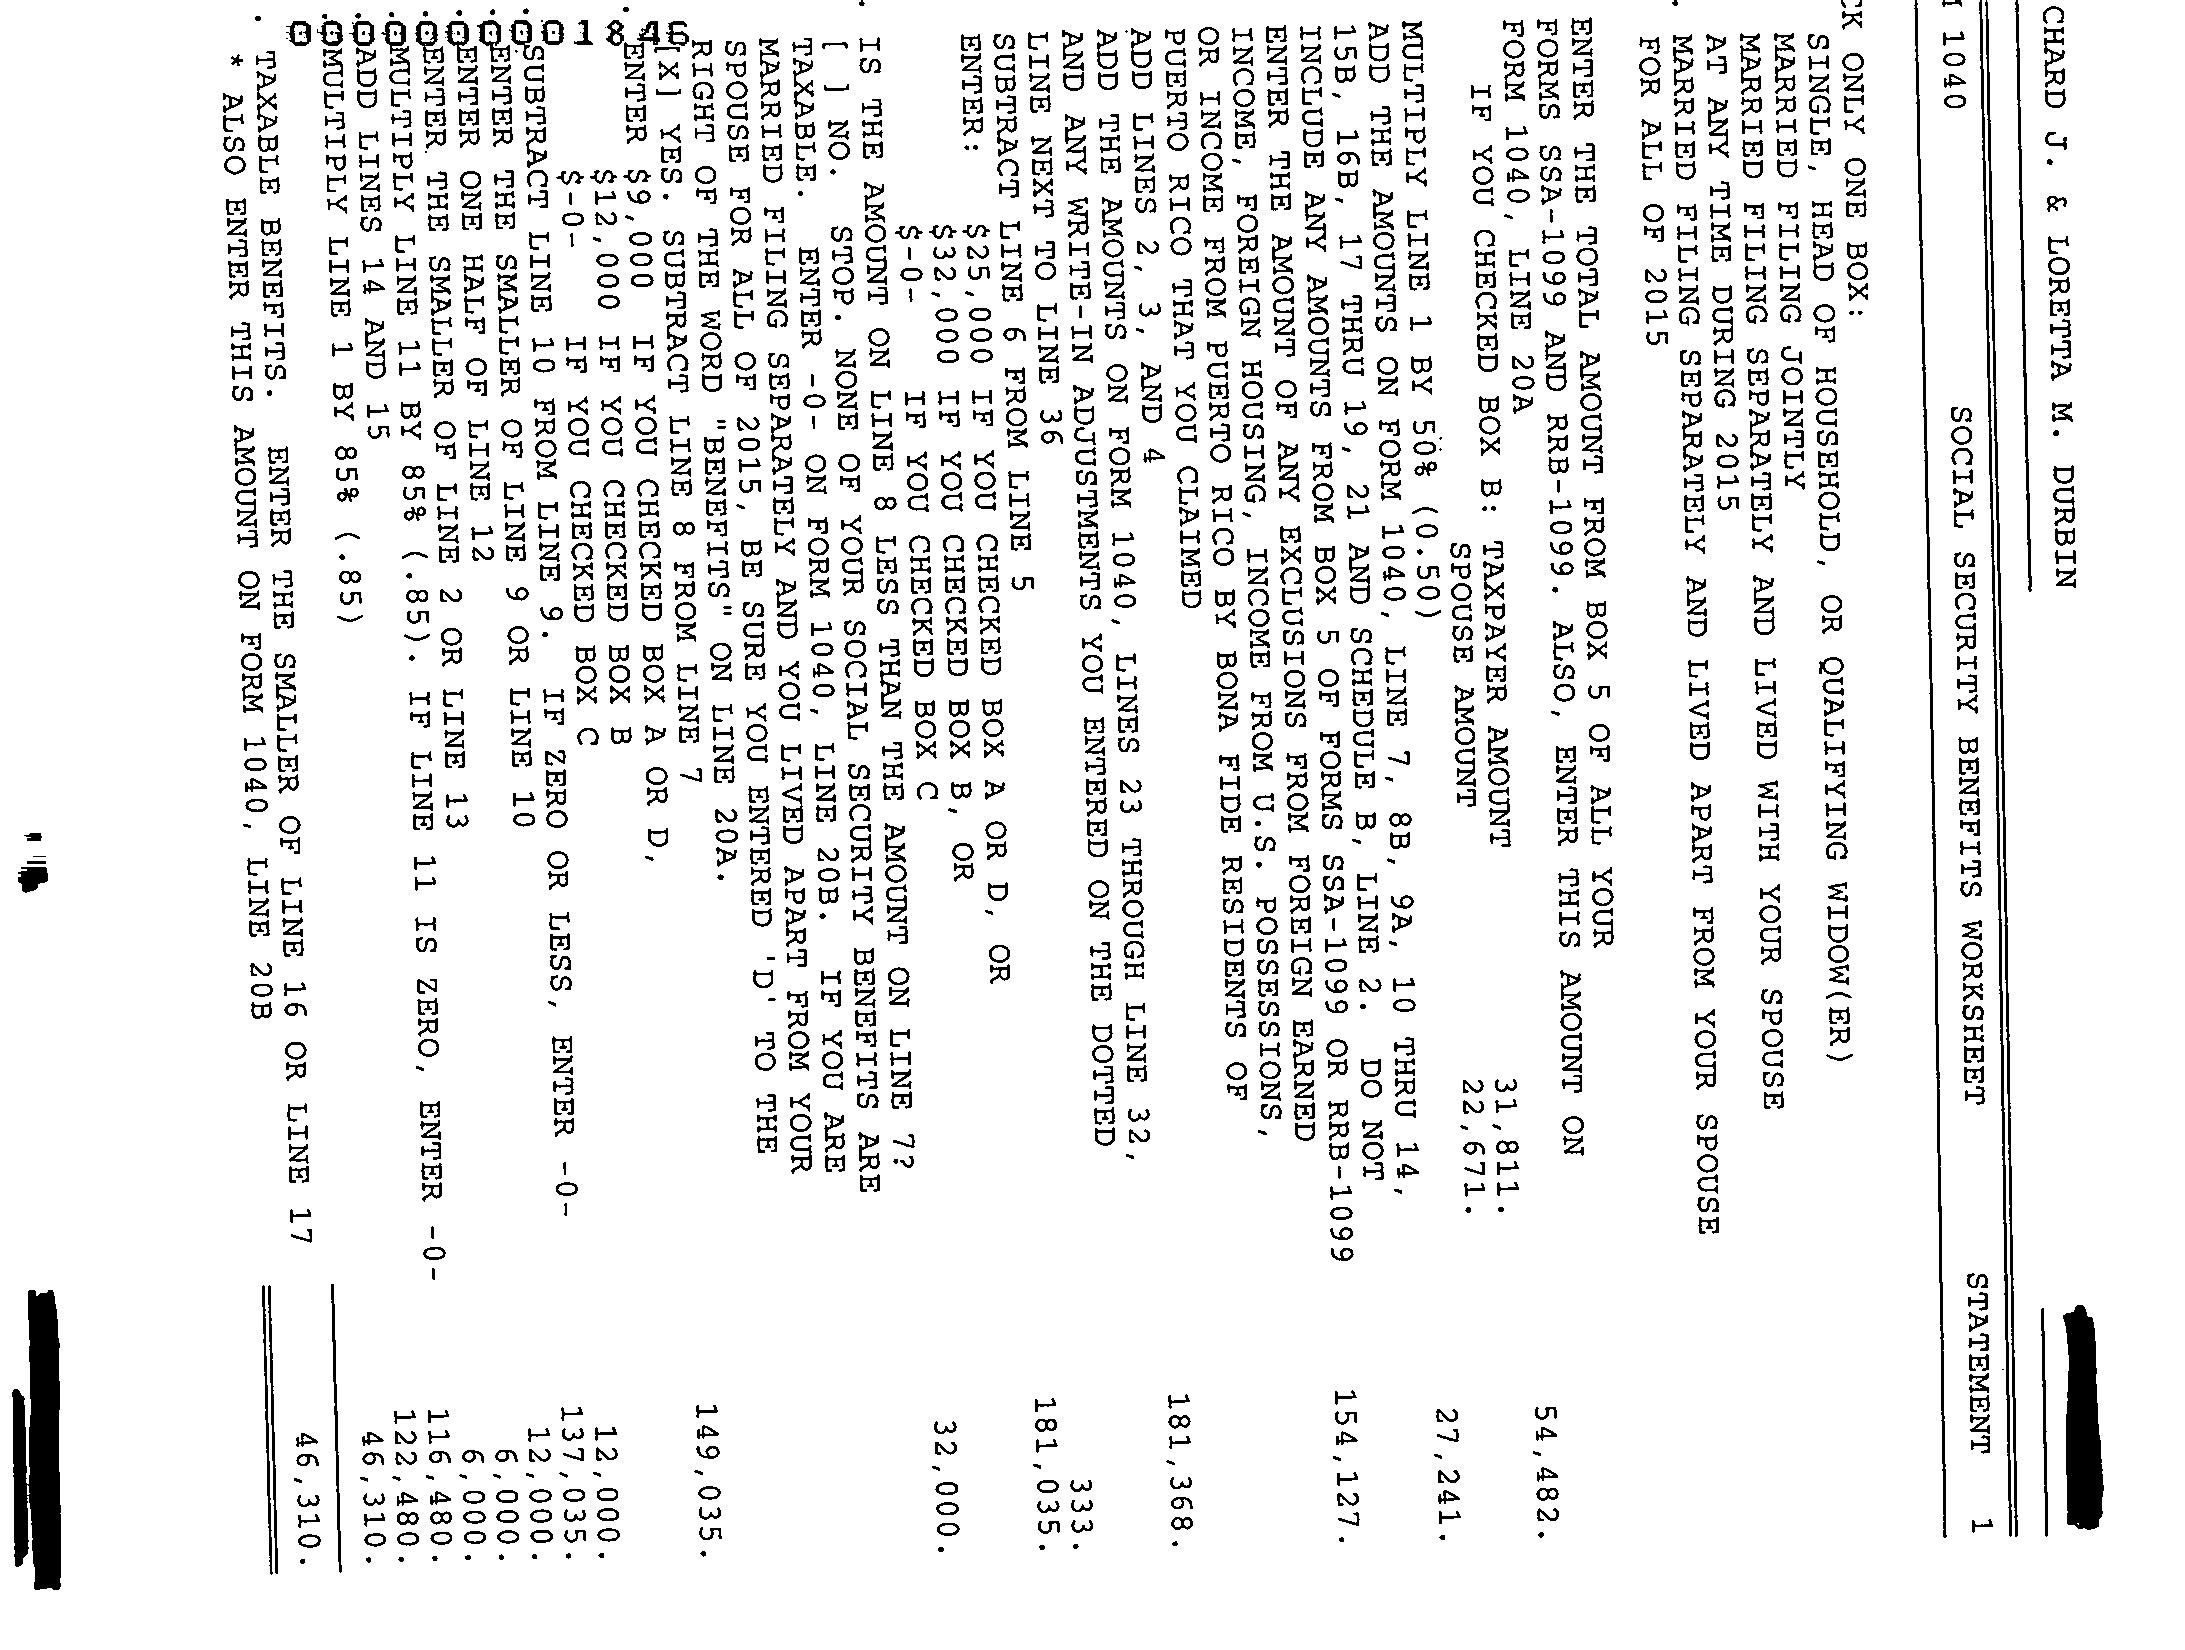 CHARD J. & LORETTA M. DURBIN
1040 SOCIAL SECURITY BENEFITS WORKSHEET STATEMENT 1
CK ONLY ONE BOX:
SINGLE, HEAD OF HOUSEHOLD, OR QUALIFYING WIDOW(ER)
MARRIED FILING JOINTLY
MARRIED FILING SEPARATELY AND LIVED WITH YOUR SPOUSE
AT ANY TIME DURING 2015
MARRIED FILING SEPARATELY AND LIVED APART FROM YOUR SPOUSE
FOR ALL OF 2015
ENTER THE TOTAL AMOUNT FROM BOX 5 OF ALL YOUR
FORMS SSA-1099 AND RRB-1099. ALSO, ENTER THIS AMOUNT ON
FORM 1040, LINE 20A 54,482.
IF YOU CHECKED BOX B: TAXPAYER AMOUNT 31,811.
SPOUSE AMOUNT 22,671.
MULTIPLY LINE 1 BY 50% (0.50) 27,241.
ADD THE AMOUNTS ON FORM 1040, LINE 7, 8B, 9A, 10 THRU 14,
15B, 16B, 17 THRU 19, 21 AND SCHEDULE B, LINE 2. DO NOT
INCLUDE ANY AMOUNTS FROM BOX 5 OF FORMS SSA-1099 OR RRB-1099 154,127.
ENTER THE AMOUNT OF ANY EXCLUSIONS FROM FOREIGN EARNED
INCOME, FOREIGN HOUSING, INCOME FROM U.S. POSSESSIONS,
OR INCOME FROM PUERTO RICO BY BONA FIDE RESIDENTS OF
PUERTO RICO THAT YOU CLAIMED
ADD LINES 2, 3, AND 4 181,368.
ADD THE AMOUNTS ON FORM 1040, LINES 23 THROUGH LINE 32,
AND ANY WRITE-IN ADJUSTMENTS YOU ENTERED ON THE DOTTED
LINE NEXT TO LINE 36 333.
SUBTRACT LINE 6 FROM LINE 5 181,035.
ENTER: $25,000 IF YOU CHECKED BOX A OR D, OR
$32,000 IF YOU CHECKED BOX B, OR
$-0- IF YOU CHECKED BOX C 32,000.
IS THE AMOUNT ON LINE 8 LESS THAN THE AMOUNT ON LINE 7?
[ ] NO. STOP. NONE OF YOUR SOCIAL SECURITY BENEFITS ARE
TAXABLE. ENTER -0- ON FORM 1040, LINE 20B. IF YOU ARE
MARRIED FILING SEPARATELY AND YOU LIVED APART FROM YOUR
SPOUSE FOR ALL OF 2015, BE SURE YOU ENTERED 'D' TO THE
RIGHT OF THE WORD "BENEFITS" ON LINE 20A.
[X] YES. SUBTRACT LINE 8 FROM LINE 7 149,035.
ENTER $9,000 IF YOU CHECKED BOX A OR D,
$12,000 IF YOU CHECKED BOX B
$-0- IF YOU CHECKED BOX C 12,000.
SUBTRACT LINE 10 FROM LINE 9. IF ZERO OR LESS, ENTER -0- 137,035.
ENTER THE SMALLER OF LINE 9 OR LINE 10 12,000.
ENTER ONE HALF OF LINE 12 6,000.
ENTER THE SMALLER OF LINE 2 OR LINE 13 6,000.
MULTIPLY LINE 11 BY 85% (.85). IF LINE 11 IS ZERO, ENTER -0- 116,480.
ADD LINES 14 AND 15 122,480.
MULTIPLY LINE 1 BY 85% (.85) 46,310.
TAXABLE BENEFITS. ENTER THE SMALLER OF LINE 16 OR LINE 17 46,310.
* ALSO ENTER THIS AMOUNT ON FORM 1040, LINE 20B
000000001846